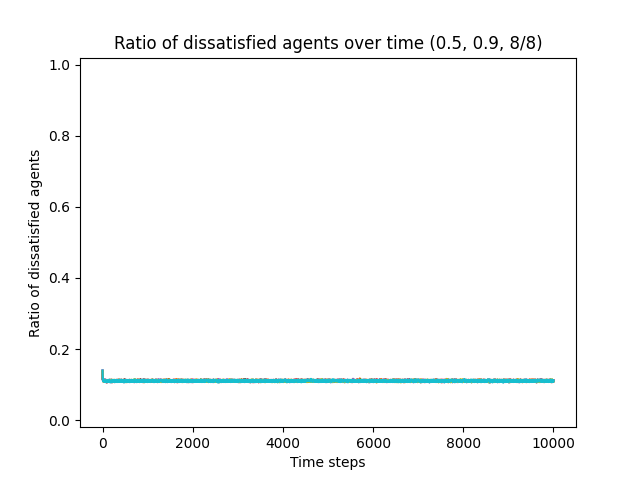 Ratio of dissatisfied agents over time (0.5, 0.9, 8/8)
1.0
0.8
0.6
0.4
0.2
0.0
Ratio of dissatisfied agents
0 2000 4000 6000 8000 10000
Time steps